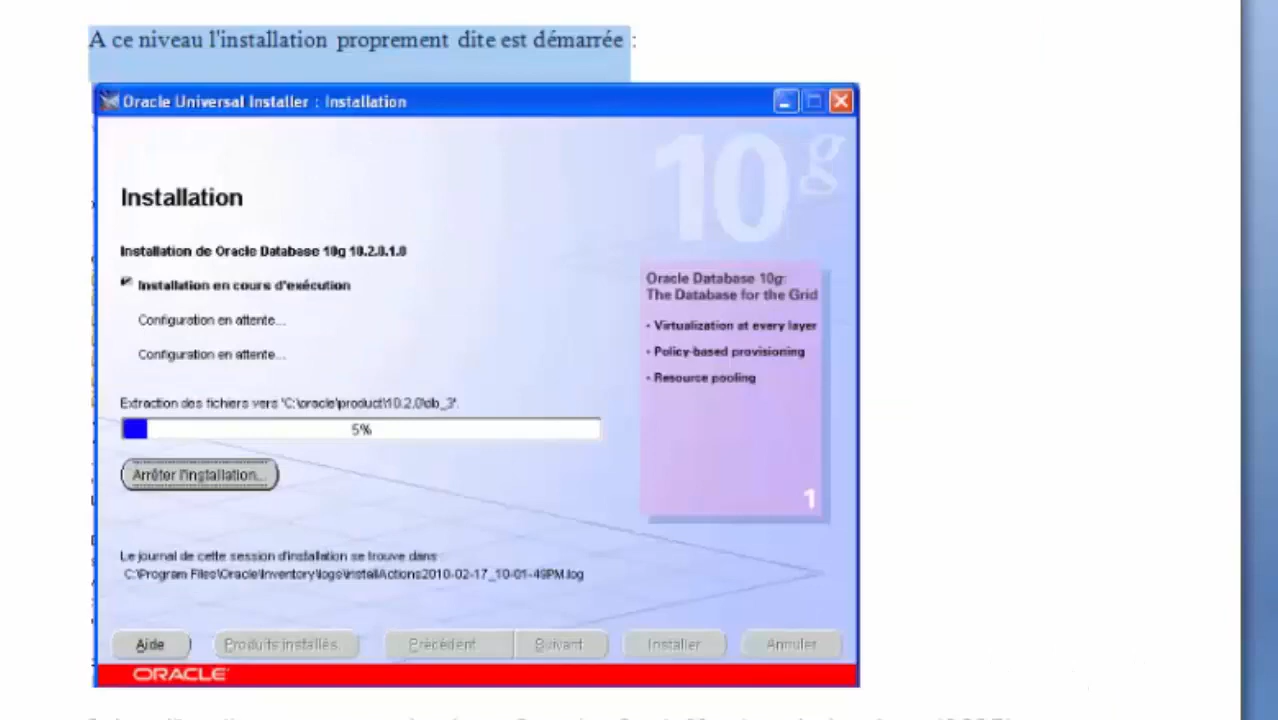 A ce niveau l'installation proprement dite est démarrée :
Oracle Universal Installer : Installation
10g
Installation
Installation de Oracle Database 10g 10.2.0.1.0
Installation en cours d'exécution
Configuration en attente...
Configuration en attente...
Extraction des fichiers vers 'C:\oracle\product\10.2.0\db_3'.
5%
Arrêter l'installation...
Oracle Database 10g:
The Database for the Grid
• Virtualization at every layer
• Policy-based provisioning
• Resource pooling
1
Le journal de cette session d'installation se trouve dans :
C:\Program Files\Oracle\Inventory\logs\installActions2010-02-17_10-01-49PM.log
Aide
Produits installés
Précédent
Suivant
Installer
Annuler
ORACLE